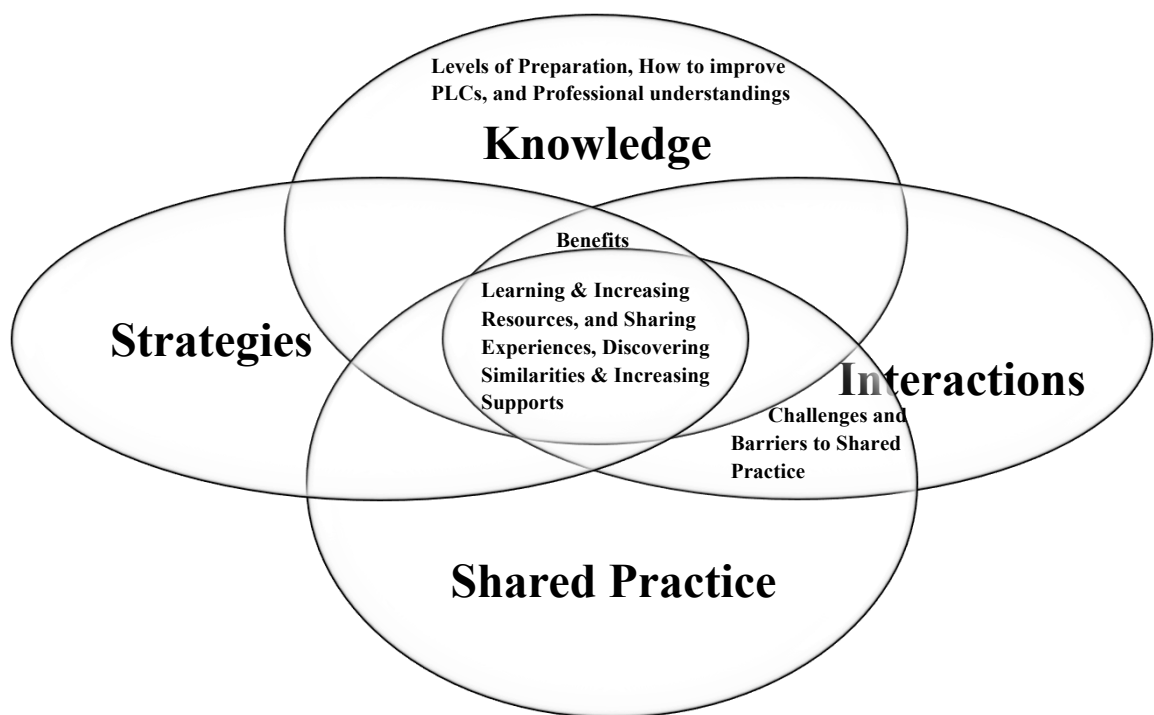 Levels of Preparation, How to improve
PLCs, and Professional understandings
Knowledge
Benefits
Learning & Increasing
Resources, and Sharing
Experiences, Discovering
Similarities & Increasing
Supports
Strategies
Interactions
Challenges and
Barriers to Shared
Practice
Shared Practice